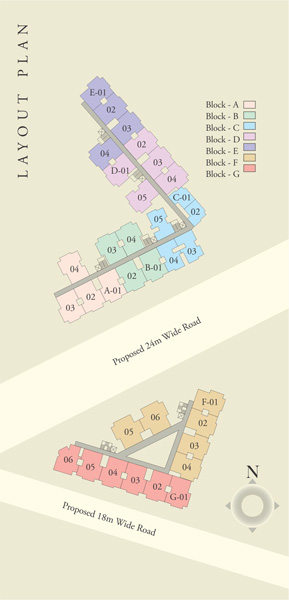 LAYOUT PLAN
Block - A
Block - B
Block - C
Block - D
Block - E
Block - F
Block - G
E-01
02
03
04
02
D-01
03
04
05
C-01
02
05
03
04
04
03
B-01
02
04
A-01
02
03
Proposed 24m Wide Road
F-01
02
03
04
06
05
06
05
04
03
02
G-01
N
Proposed 18m Wide Road